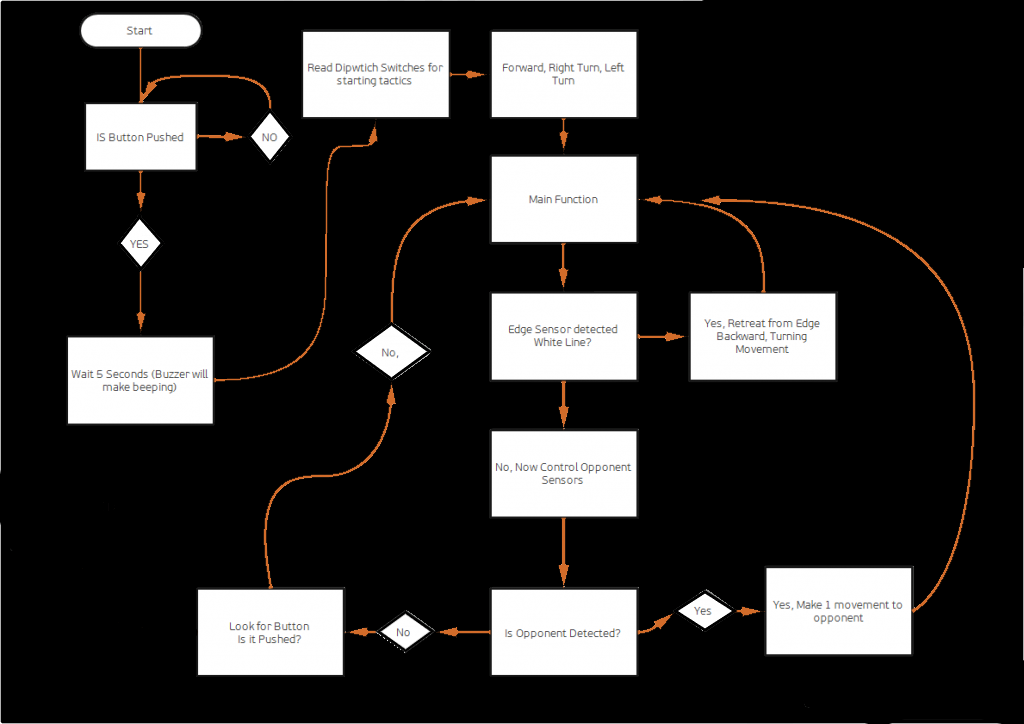 Start
IS Button Pushed
NO
YES
Wait 5 Seconds (Buzzer will
make beeping)
Read Dipwtich Switches for
starting tactics
Forward, Right Turn, Left
Turn
Main Function
Edge Sensor detected
White Line?
Yes, Retreat from Edge
Backward, Turning
Movement
No,
No, Now Control Opponent
Sensors
Is Opponent Detected?
Yes
Yes, Make 1 movement to
opponent
No
Look for Button
Is it Pushed?